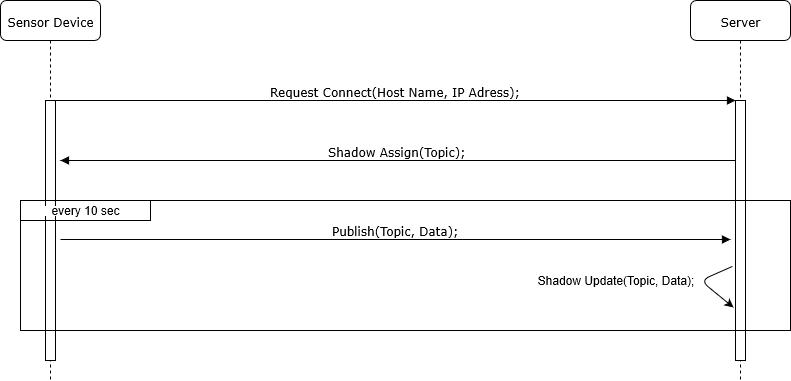 Sensor Device
Server
Request Connect(Host Name, IP Adress);
Shadow Assign(Topic);
every 10 sec
Publish(Topic, Data);
Shadow Update(Topic, Data);